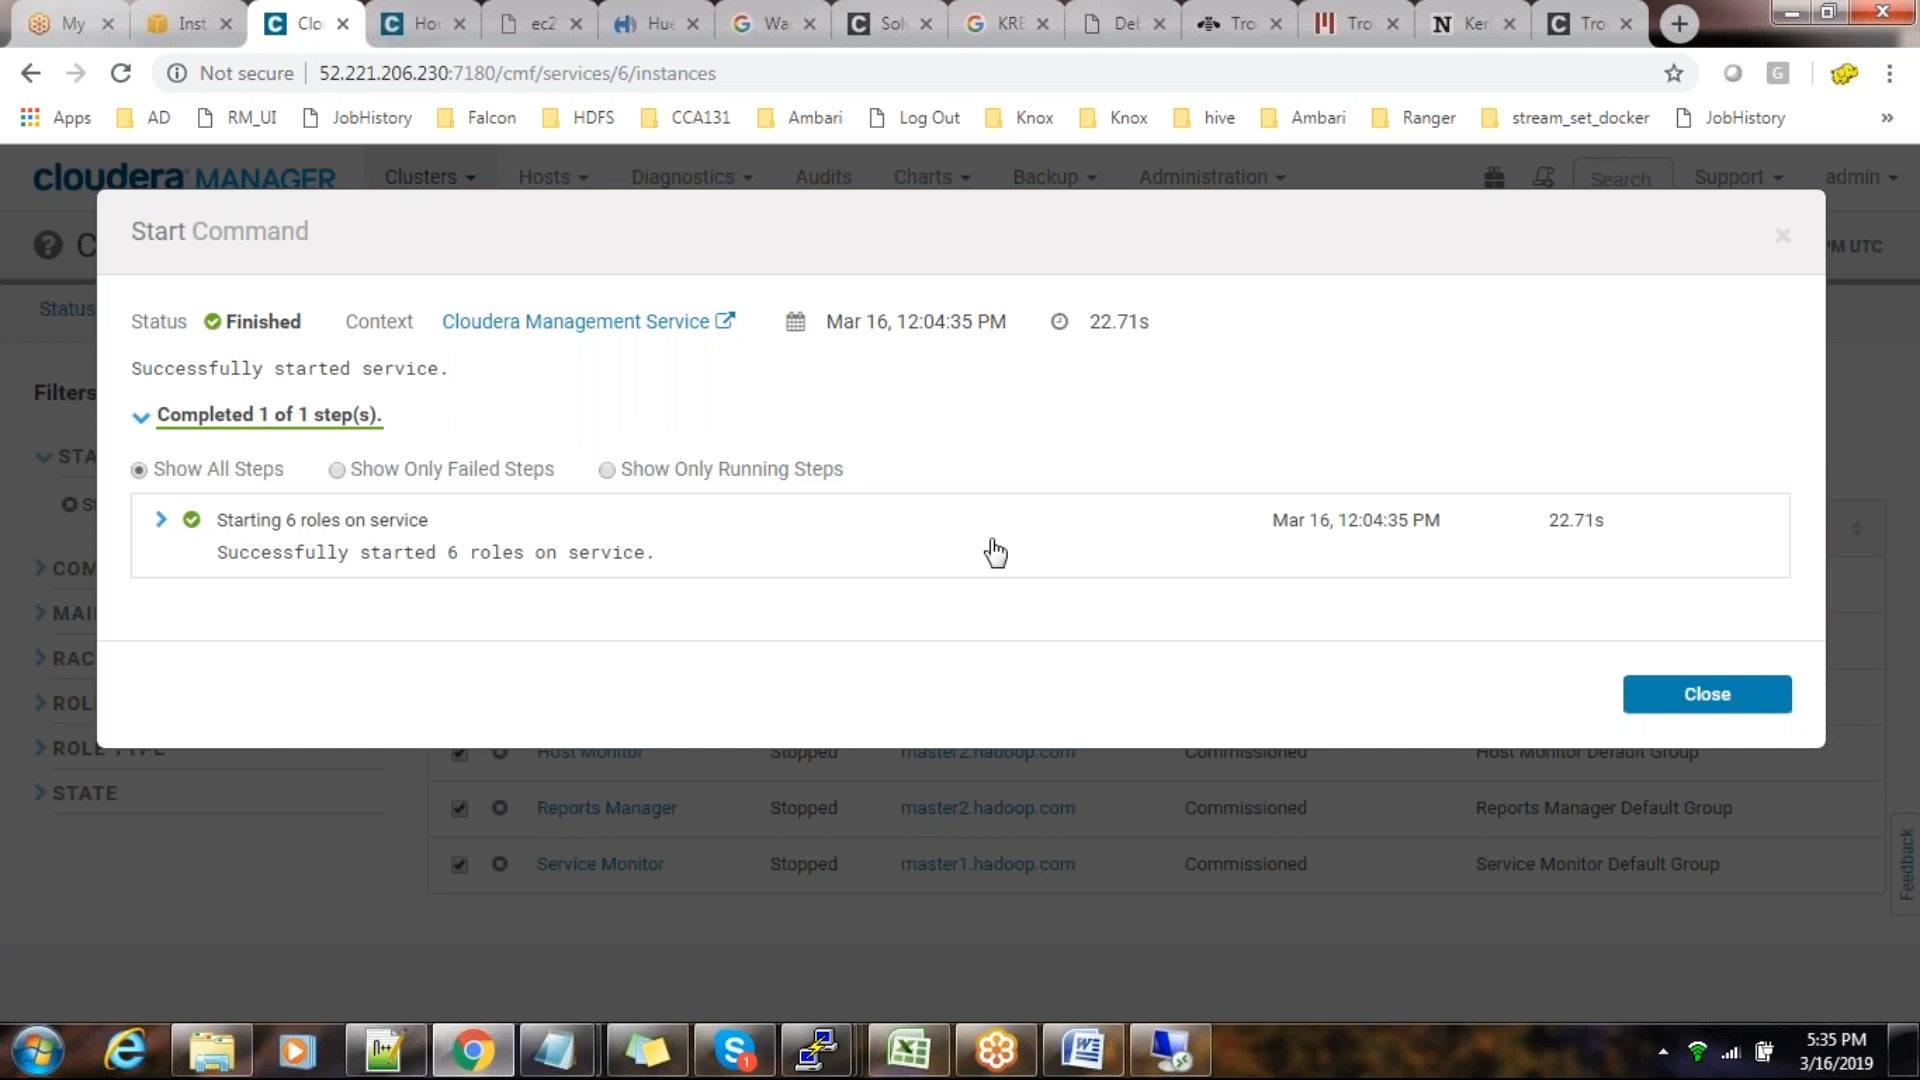 My
Inst
Clo
Hor
ec2
Hue
Wa
Solv
KRE
Det
Tro
Tro
Ker
Tro
Not secure
52.221.206.230:7180/cmf/services/6/instances
G
Apps
AD
RM_UI
JobHistory
Falcon
HDFS
CCA131
Ambari
Log Out
Knox
Knox
hive
Ambari
Ranger
stream_set_docker
JobHistory
»
cloudera MANAGER
Clusters
Hosts
Diagnostics
Audits
Charts
Backup
Administration
Search
Support
admin
C
PM UTC
Start Command
Status
Status Finished
Context Cloudera Management Service
Mar 16, 12:04:35 PM
22.71s
Successfully started service.
Filters
Completed 1 of 1 step(s).
STA
Show All Steps
Show Only Failed Steps
Show Only Running Steps
St
Starting 6 roles on service
Mar 16, 12:04:35 PM
22.71s
Successfully started 6 roles on service.
COM
MAI
RAC
ROL
Close
ROLE TYPE
Host Monitor
Stopped
master2.hadoop.com
Commissioned
Host Monitor Default Group
STATE
Reports Manager
Stopped
master2.hadoop.com
Commissioned
Reports Manager Default Group
Service Monitor
Stopped
master1.hadoop.com
Commissioned
Service Monitor Default Group
Feedback
5:35 PM
3/16/2019